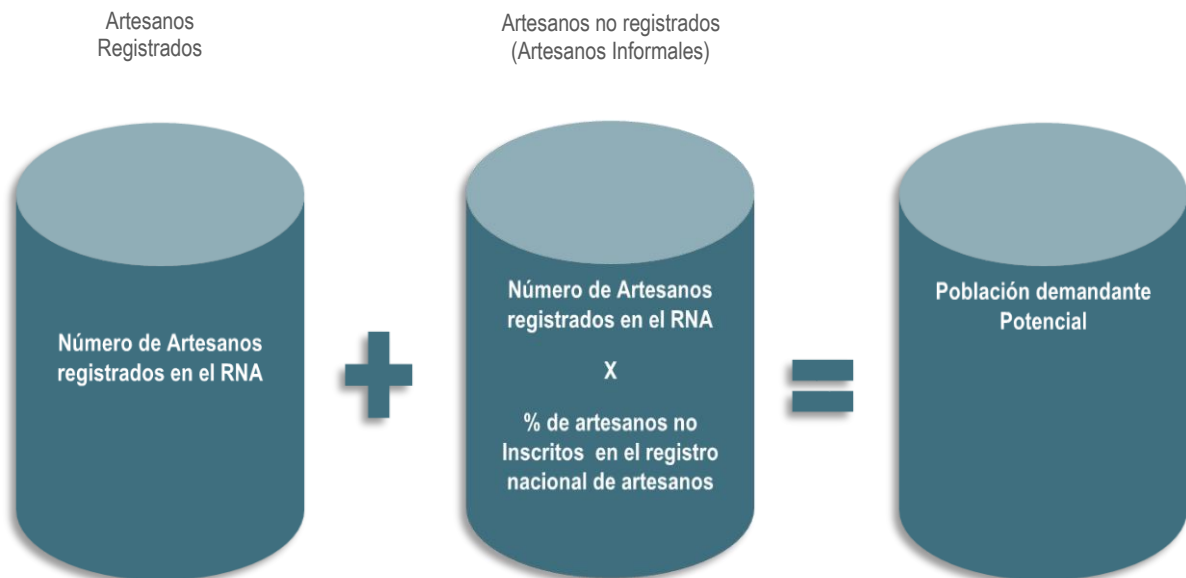 Artesanos
Registrados
Artesanos no registrados
(Artesanos Informales)
Número de Artesanos
registrados en el RNA
Número de Artesanos
registrados en el RNA
X
% de artesanos no
Inscritos en el registro
nacional de artesanos
Población demandante
Potencial